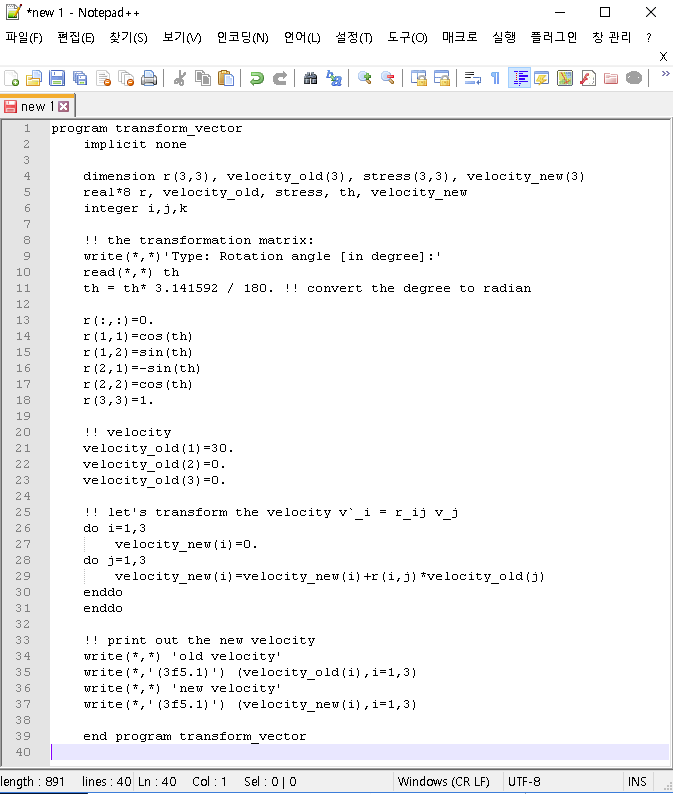 *new 1 - Notepad++
파일(F) 편집(E) 찾기(S) 보기(V) 인코딩(N) 언어(L) 설정(T) 도구(O) 매크로 실행 플러그인 창 관리 ?
X
new 1
1 program transform_vector
2     implicit none
3
4     dimension r(3,3), velocity_old(3), stress(3,3), velocity_new(3)
5     real*8 r, velocity_old, stress, th, velocity_new
6     integer i,j,k
7
8     !! the transformation matrix:
9     write(*,*)'Type: Rotation angle [in degree]:'
10     read(*,*) th
11     th = th* 3.141592 / 180. !! convert the degree to radian
12
13     r(:,:)=0.
14     r(1,1)=cos(th)
15     r(1,2)=sin(th)
16     r(2,1)=-sin(th)
17     r(2,2)=cos(th)
18     r(3,3)=1.
19
20     !! velocity
21     velocity_old(1)=30.
22     velocity_old(2)=0.
23     velocity_old(3)=0.
24
25     !! let's transform the velocity v`_i = r_ij v_j
26     do i=1,3
27         velocity_new(i)=0.
28     do j=1,3
29         velocity_new(i)=velocity_new(i)+r(i,j)*velocity_old(j)
30     enddo
31     enddo
32
33     !! print out the new velocity
34     write(*,*) 'old velocity'
35     write(*,'(3f5.1)') (velocity_old(i),i=1,3)
36     write(*,*) 'new velocity'
37     write(*,'(3f5.1)') (velocity_new(i),i=1,3)
38
39     end program transform_vector
40
length : 891 lines : 40 Ln : 40 Col : 1 Sel : 0 | 0 Windows (CR LF) UTF-8 INS